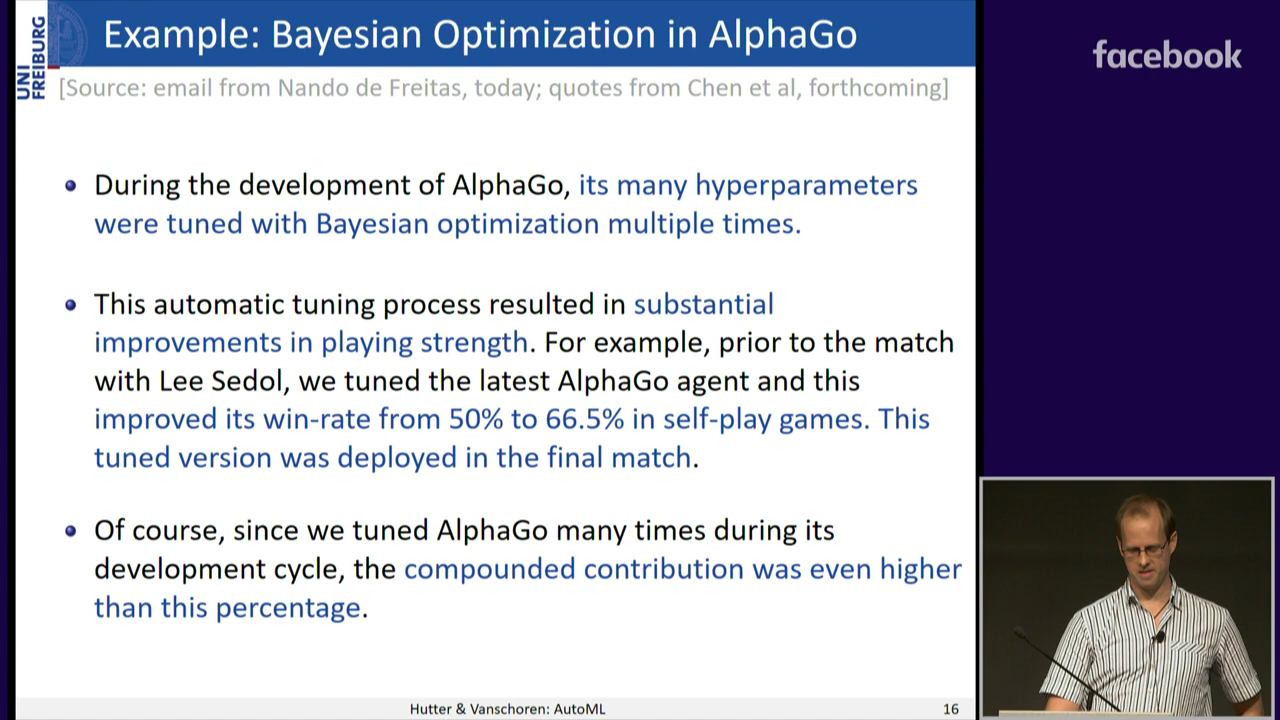 Example: Bayesian Optimization in AlphaGo
UNI
FREIBURG
facebook
[Source: email from Nando de Freitas, today; quotes from Chen et al, forthcoming]
During the development of AlphaGo, its many hyperparameters
were tuned with Bayesian optimization multiple times.
This automatic tuning process resulted in substantial
improvements in playing strength. For example, prior to the match
with Lee Sedol, we tuned the latest AlphaGo agent and this
improved its win-rate from 50% to 66.5% in self-play games. This
tuned version was deployed in the final match.
Of course, since we tuned AlphaGo many times during its
development cycle, the compounded contribution was even higher
than this percentage.
Hutter & Vanschoren: AutoML
16